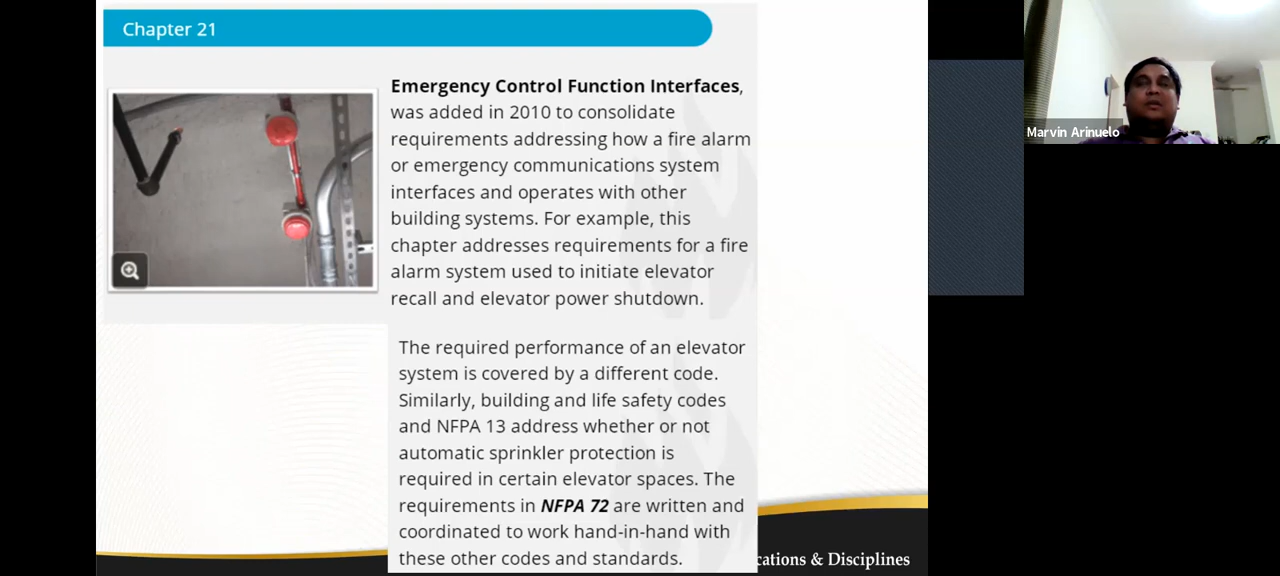 Chapter 21
Emergency Control Function Interfaces,
was added in 2010 to consolidate
requirements addressing how a fire alarm
or emergency communications system
interfaces and operates with other
building systems. For example, this
chapter addresses requirements for a fire
alarm system used to initiate elevator
recall and elevator power shutdown.
The required performance of an elevator
system is covered by a different code.
Similarly, building and life safety codes
and NFPA 13 address whether or not
automatic sprinkler protection is
required in certain elevator spaces. The
requirements in NFPA 72 are written and
coordinated to work hand-in-hand with
these other codes and standards.
cations & Disciplines
Marvin Arinuelo